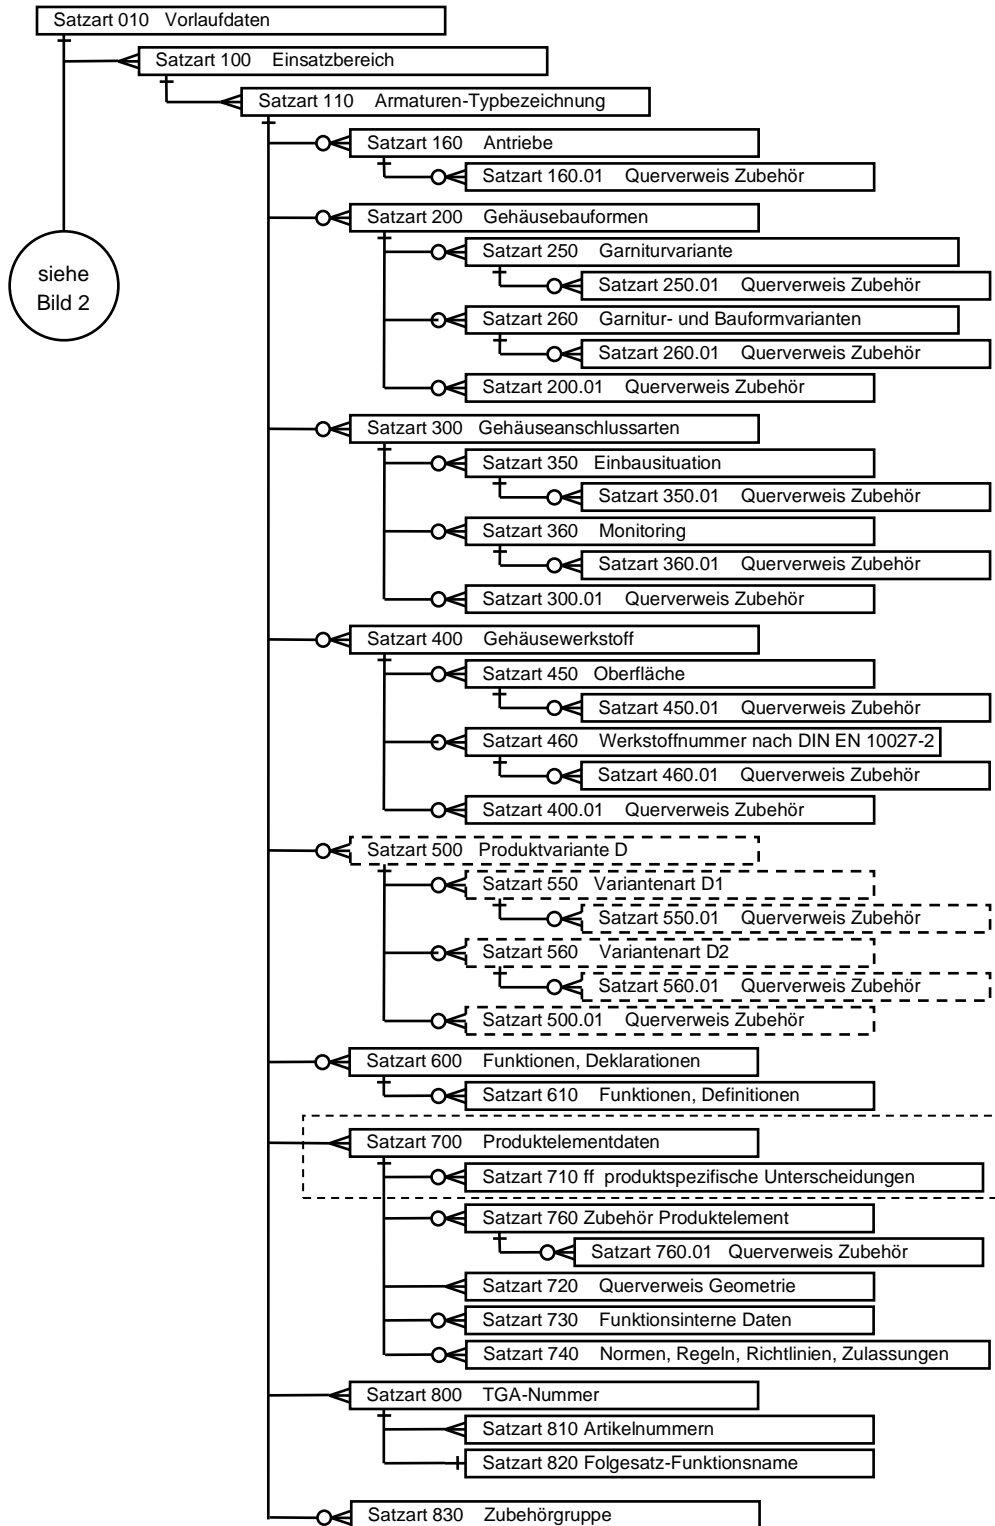 Satzart 010 Vorlaufdaten
Satzart 100 Einsatzbereich
Satzart 110 Armaturen-Typbezeichnung
Satzart 160 Antriebe
Satzart 160.01 Querverweis Zubehör
Satzart 200 Gehäusebauformen
Satzart 250 Garniturvariante
siehe
Bild 2
Satzart 250.01 Querverweis Zubehör
Satzart 260 Garnitur- und Bauformvarianten
Satzart 260.01 Querverweis Zubehör
Satzart 200.01 Querverweis Zubehör
Satzart 300 Gehäuseanschlussarten
Satzart 350 Einbausituation
Satzart 350.01 Querverweis Zubehör
Satzart 360 Monitoring
Satzart 360.01 Querverweis Zubehör
Satzart 300.01 Querverweis Zubehör
Satzart 400 Gehäusewerkstoff
Satzart 450 Oberfläche
Satzart 450.01 Querverweis Zubehör
Satzart 460 Werkstoffnummer nach DIN EN 10027-2
Satzart 460.01 Querverweis Zubehör
Satzart 400.01 Querverweis Zubehör
Satzart 500 Produktvariante D
Satzart 550 Variantenart D1
Satzart 550.01 Querverweis Zubehör
Satzart 560 Variantenart D2
Satzart 560.01 Querverweis Zubehör
Satzart 500.01 Querverweis Zubehör
Satzart 600 Funktionen, Deklarationen
Satzart 610 Funktionen, Definitionen
Satzart 700 Produktelementdaten
Satzart 710 ff produktspezifische Unterscheidungen
Satzart 760 Zubehör Produktelement
Satzart 760.01 Querverweis Zubehör
Satzart 720 Querverweis Geometrie
Satzart 730 Funktionsinterne Daten
Satzart 740 Normen, Regeln, Richtlinien, Zulassungen
Satzart 800 TGA-Nummer
Satzart 810 Artikelnummern
Satzart 820 Folgesatz-Funktionsname
Satzart 830 Zubehörgruppe